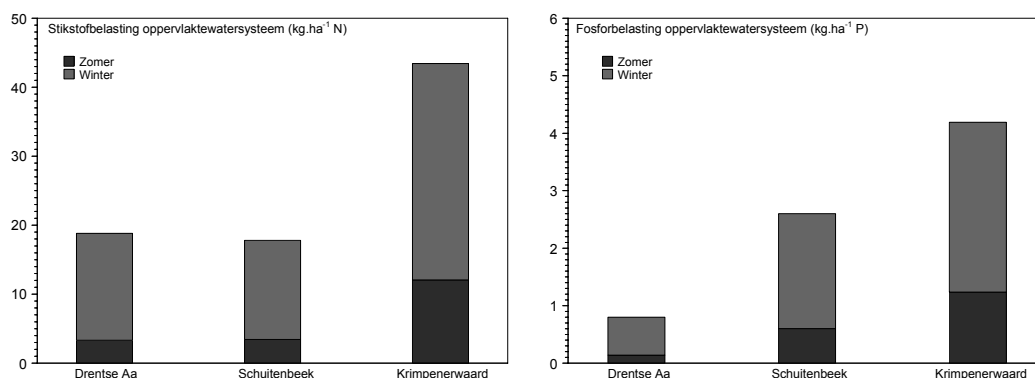 Stikstofbelasting oppervlaktewatersysteem (kg.ha⁻¹ N)
Zomer
Winter
50
40
30
20
10
0
Drentse Aa Schuitenbeek Krimpenerwaard
Fosforbelasting oppervlaktewatersysteem (kg.ha⁻¹ P)
Zomer
Winter
6
5
4
3
2
1
0
Drentse Aa Schuitenbeek Krimpenerwaard